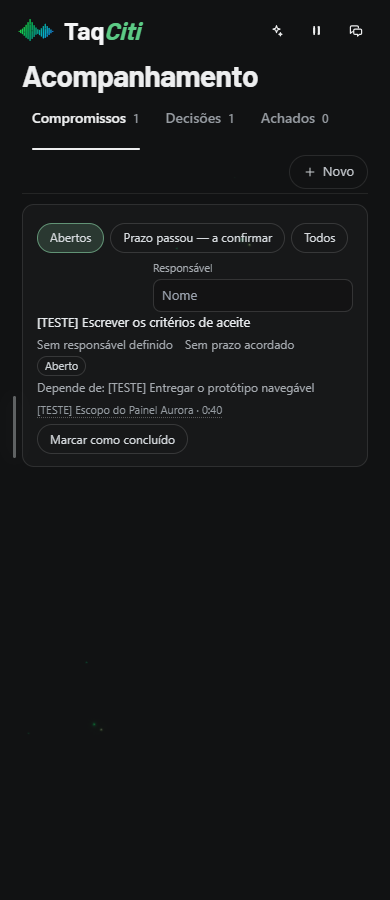 TaqCiti
Acompanhamento
Compromissos 1 Decisões 1 Achados 0
+ Novo
Abertos Prazo passou — a confirmar Todos
Responsável
Nome
[TESTE] Escrever os critérios de aceite
Sem responsável definido Sem prazo acordado
Aberto
Depende de: [TESTE] Entregar o protótipo navegável
[TESTE] Escopo do Painel Aurora · 0:40
Marcar como concluído